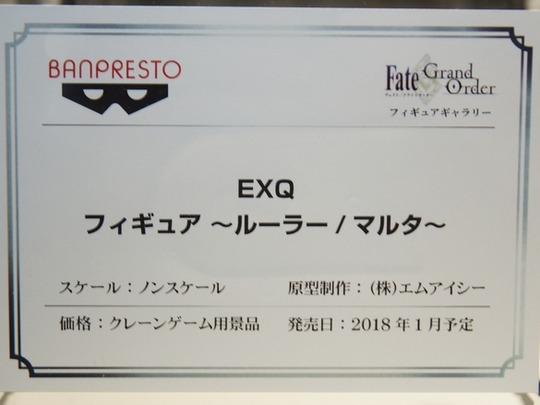 BANPRESTO
Fate Grand Order
フィギュアギャラリー
EXQ
フィギュア ～ルーラー / マルタ～
スケール：ノンスケール 原型制作：(株)エムアイシー
価格：クレーンゲーム用景品 発売日：2018年1月予定